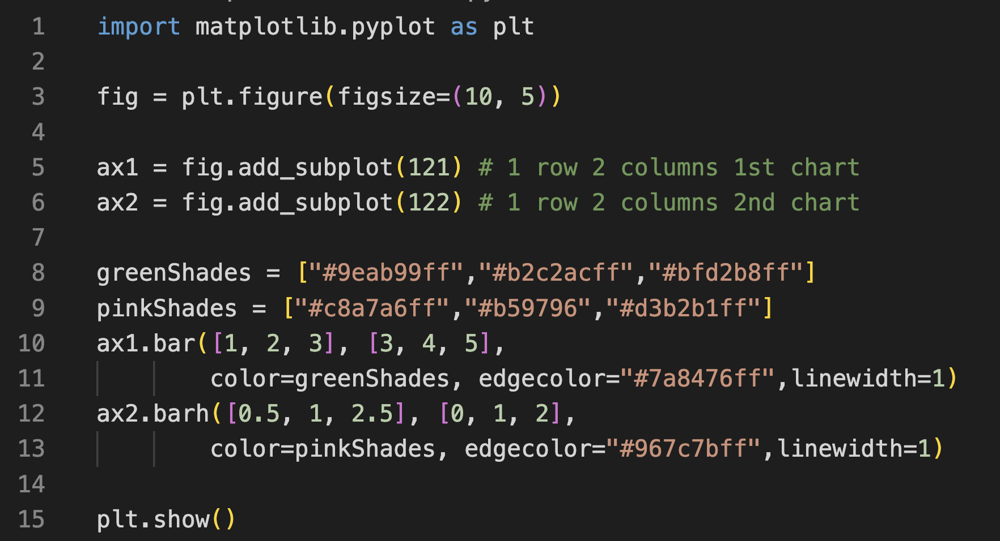 1 import matplotlib.pyplot as plt
2
3 fig = plt.figure(figsize=(10, 5))
4
5 ax1 = fig.add_subplot(121) # 1 row 2 columns 1st chart
6 ax2 = fig.add_subplot(122) # 1 row 2 columns 2nd chart
7
8 greenShades = ["#9eab99ff","#b2c2acff","#bfd2b8ff"]
9 pinkShades = ["#c8a7a6ff","#b59796","#d3b2b1ff"]
10 ax1.bar([1, 2, 3], [3, 4, 5],
11         color=greenShades, edgecolor="#7a8476ff",linewidth=1)
12 ax2.barh([0.5, 1, 2.5], [0, 1, 2],
13         color=pinkShades, edgecolor="#967c7bff",linewidth=1)
14
15 plt.show()